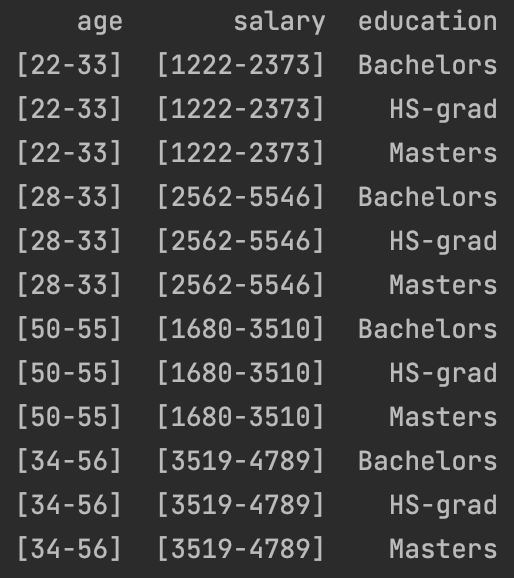 age salary education
[22-33] [1222-2373] Bachelors
[22-33] [1222-2373] HS-grad
[22-33] [1222-2373] Masters
[28-33] [2562-5546] Bachelors
[28-33] [2562-5546] HS-grad
[28-33] [2562-5546] Masters
[50-55] [1680-3510] Bachelors
[50-55] [1680-3510] HS-grad
[50-55] [1680-3510] Masters
[34-56] [3519-4789] Bachelors
[34-56] [3519-4789] HS-grad
[34-56] [3519-4789] Masters